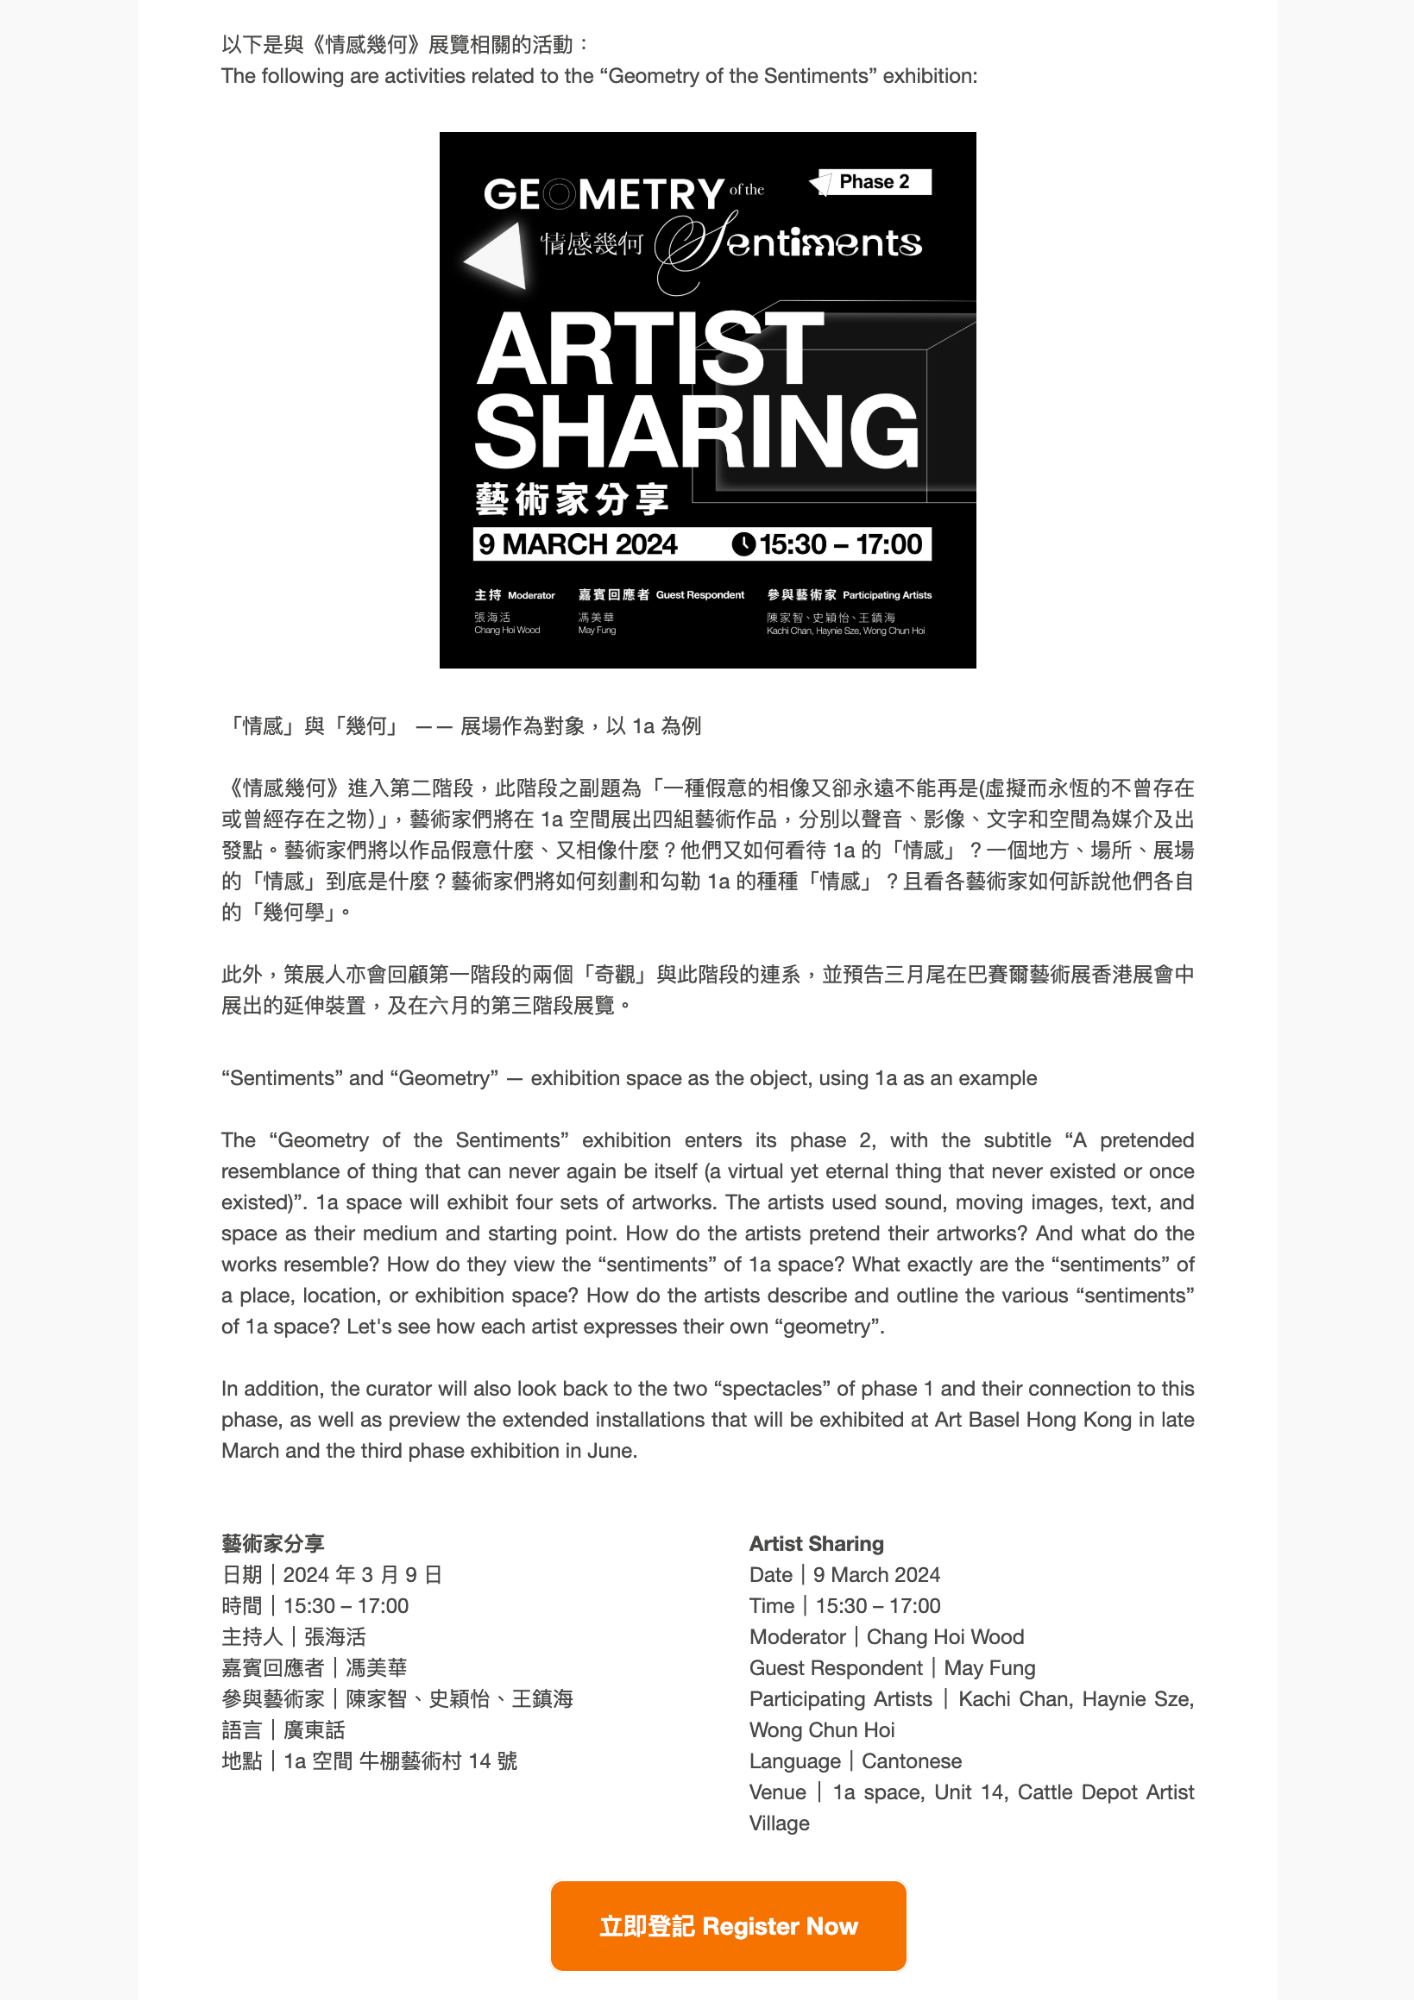 以下是與《情感幾何》展覽相關的活動：
The following are activities related to the “Geometry of the Sentiments” exhibition:
GEOMETRY of the
Phase 2
情感幾何 Sentiments
ARTIST
SHARING
藝術家分享
9 MARCH 2024 15:30 – 17:00
主持 Moderator 嘉賓回應者 Guest Respondent 參與藝術家 Participating Artists
張海活 馮美華 陳家智、史穎怡、王鎮海
Chang Hoi Wood May Fung Kachi Chan, Haynie Sze, Wong Chun Hoi
「情感」與「幾何」 —— 展場作為對象，以 1a 為例
《情感幾何》進入第二階段，此階段之副題為「一種假意的相像又卻永遠不能再是(虛擬而永恆的不曾存在
或曾經存在之物)」，藝術家們將在 1a 空間展出四組藝術作品，分別以聲音、影像、文字和空間為媒介及出
發點。藝術家們將以作品假意什麼、又相像什麼？他們又如何看待 1a 的「情感」？一個地方、場所、展場
的「情感」到底是什麼？藝術家們將如何刻劃和勾勒 1a 的種種「情感」？且看各藝術家如何訴說他們各自
的「幾何學」。
此外，策展人亦會回顧第一階段的兩個「奇觀」與此階段的連系，並預告三月尾在巴賽爾藝術展香港展會中
展出的延伸裝置，及在六月的第三階段展覽。
“Sentiments” and “Geometry” — exhibition space as the object, using 1a as an example
The “Geometry of the Sentiments” exhibition enters its phase 2, with the subtitle “A pretended
resemblance of thing that can never again be itself (a virtual yet eternal thing that never existed or once
existed)”. 1a space will exhibit four sets of artworks. The artists used sound, moving images, text, and
space as their medium and starting point. How do the artists pretend their artworks? And what do the
works resemble? How do they view the “sentiments” of 1a space? What exactly are the “sentiments” of
a place, location, or exhibition space? How do the artists describe and outline the various “sentiments”
of 1a space? Let's see how each artist expresses their own “geometry”.
In addition, the curator will also look back to the two “spectacles” of phase 1 and their connection to this
phase, as well as preview the extended installations that will be exhibited at Art Basel Hong Kong in late
March and the third phase exhibition in June.
藝術家分享
日期｜2024 年 3 月 9 日
時間｜15:30 – 17:00
主持人｜張海活
嘉賓回應者｜馮美華
參與藝術家｜陳家智、史穎怡、王鎮海
語言｜廣東話
地點｜1a 空間 牛棚藝術村 14 號
Artist Sharing
Date｜9 March 2024
Time｜15:30 – 17:00
Moderator｜Chang Hoi Wood
Guest Respondent｜May Fung
Participating Artists｜Kachi Chan, Haynie Sze,
Wong Chun Hoi
Language｜Cantonese
Venue｜1a space, Unit 14, Cattle Depot Artist
Village
立即登記 Register Now